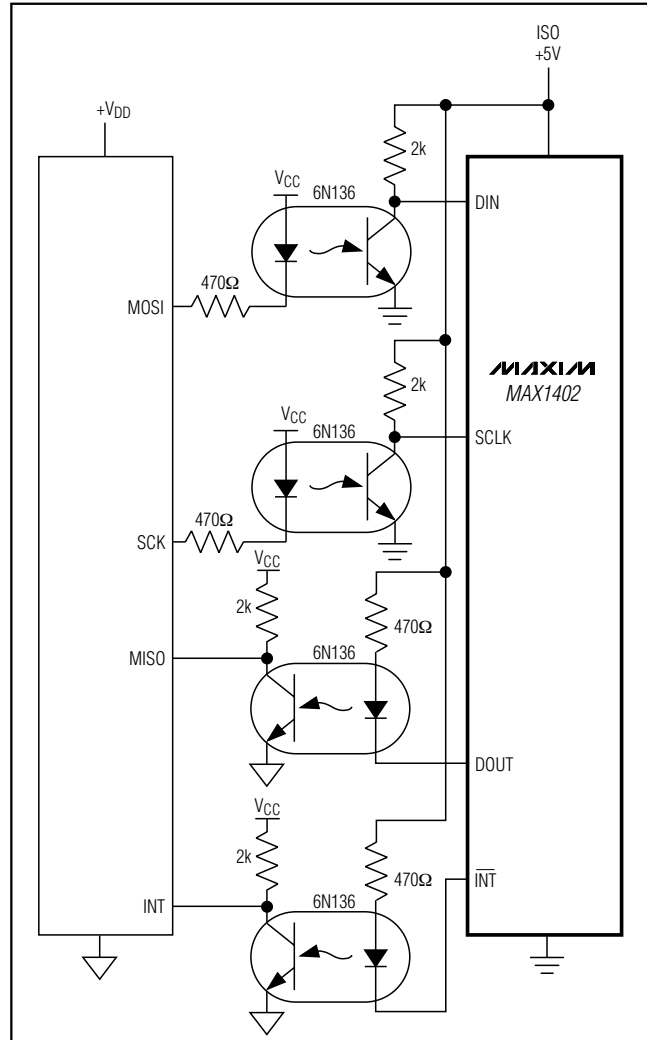 ISO
+5V
+VDD
2k
VCC
6N136
DIN
470Ω
MOSI
MAXIM
MAX1402
2k
VCC
6N136
SCLK
470Ω
SCK
VCC
2k
470Ω
6N136
MISO
DOUT
VCC
2k
470Ω
INT
6N136
INT